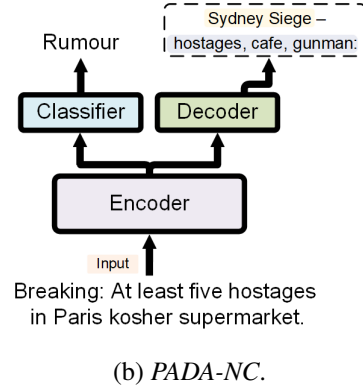 Sydney Siege –
hostages, cafe, gunman:
Rumour
Classifier
Decoder
Encoder
Input
Breaking: At least five hostages
in Paris kosher supermarket.
(b) PADA-NC.